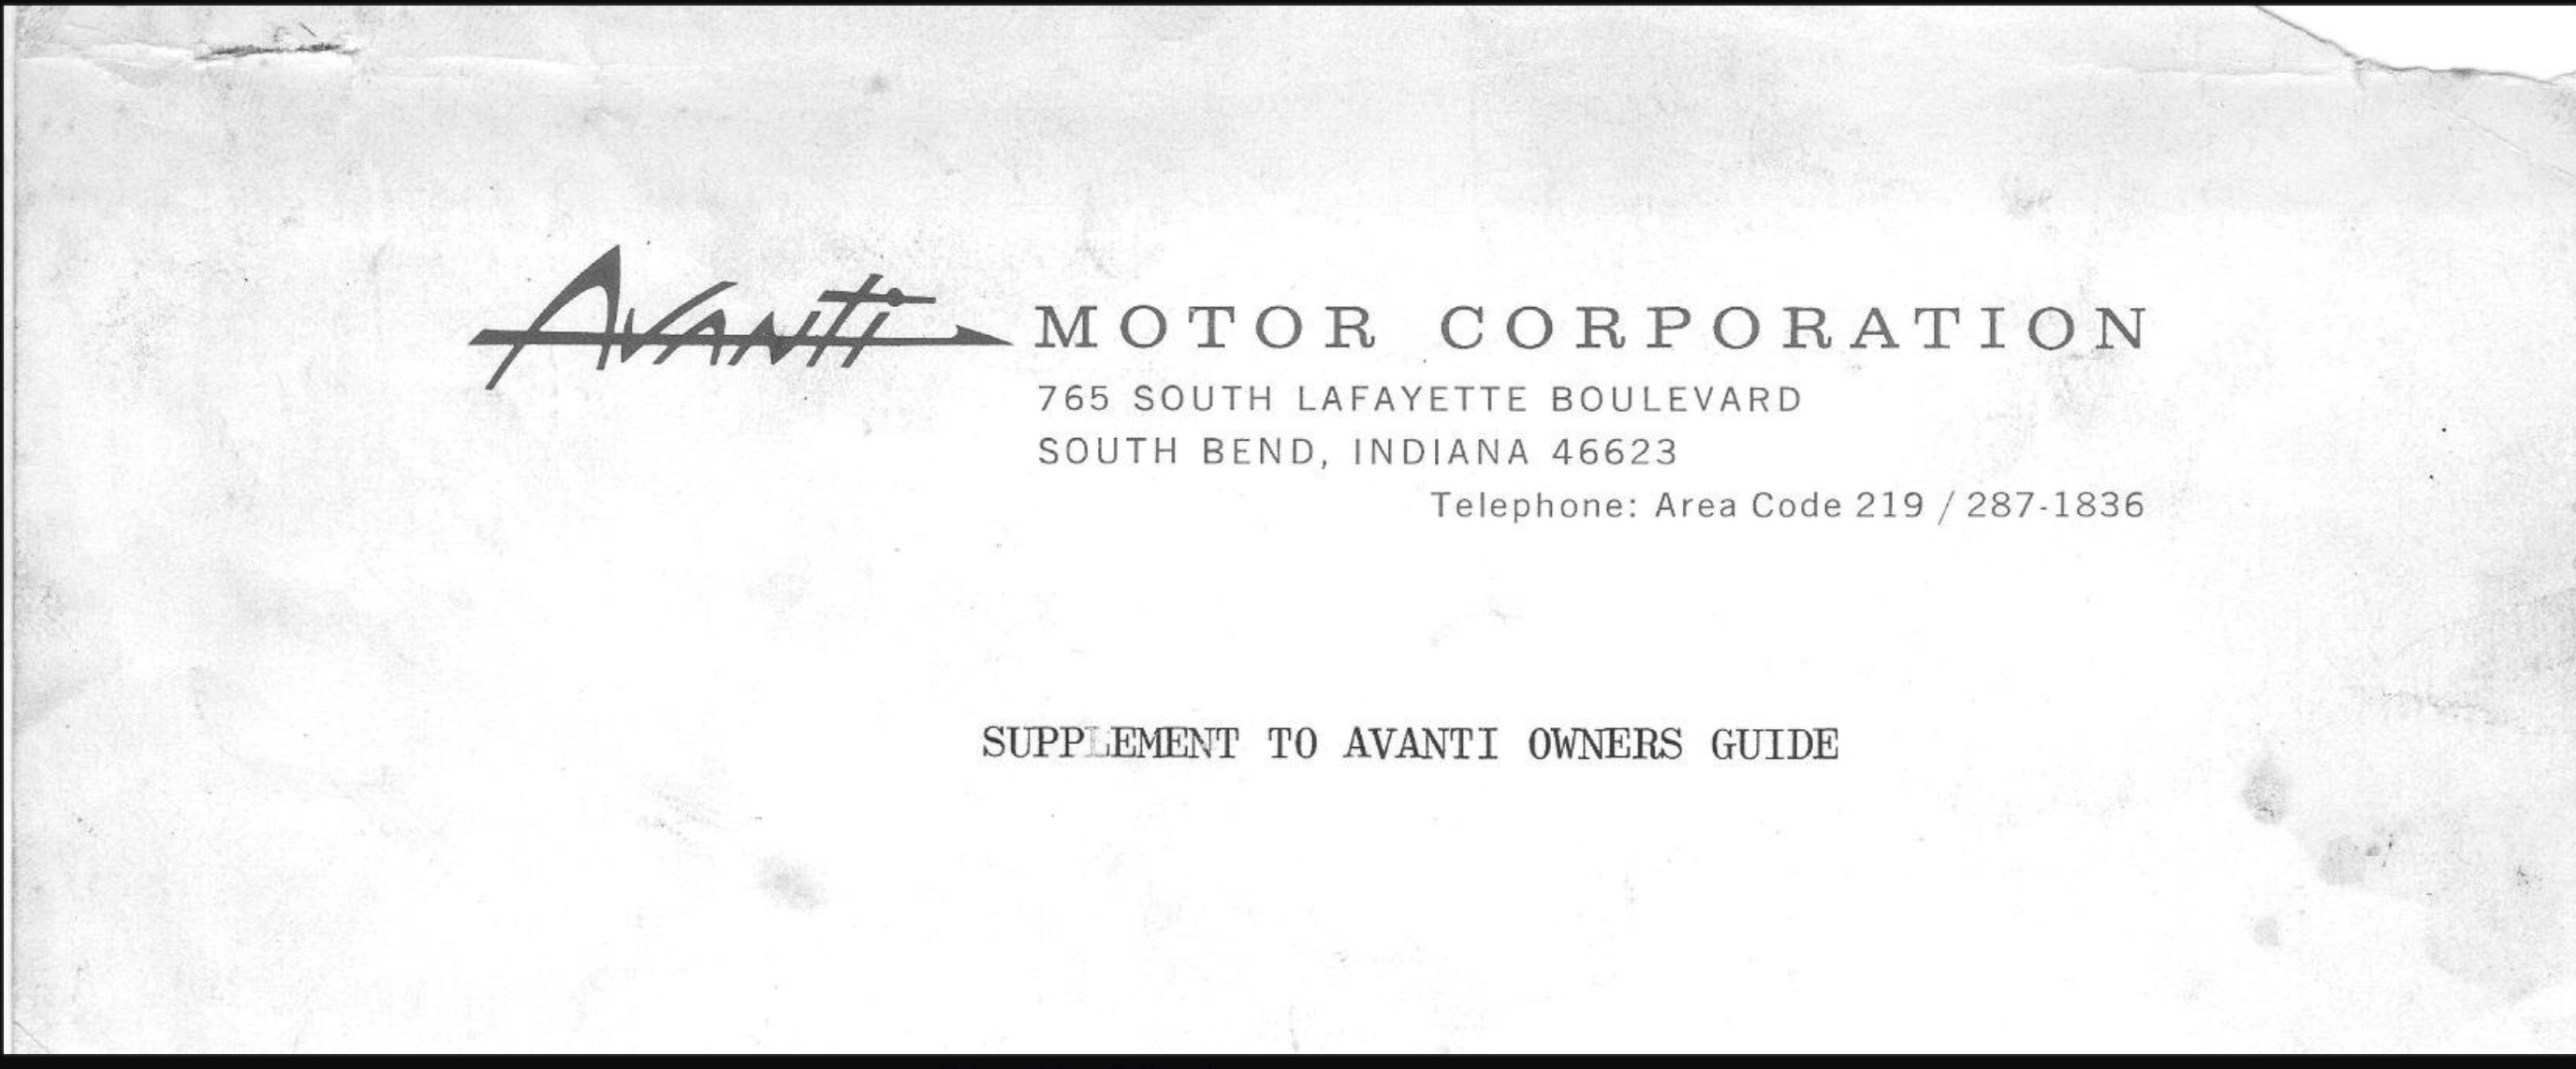 Avanti MOTOR CORPORATION
765 SOUTH LAFAYETTE BOULEVARD
SOUTH BEND, INDIANA 46623
Telephone: Area Code 219 / 287-1836
SUPPLEMENT TO AVANTI OWNERS GUIDE